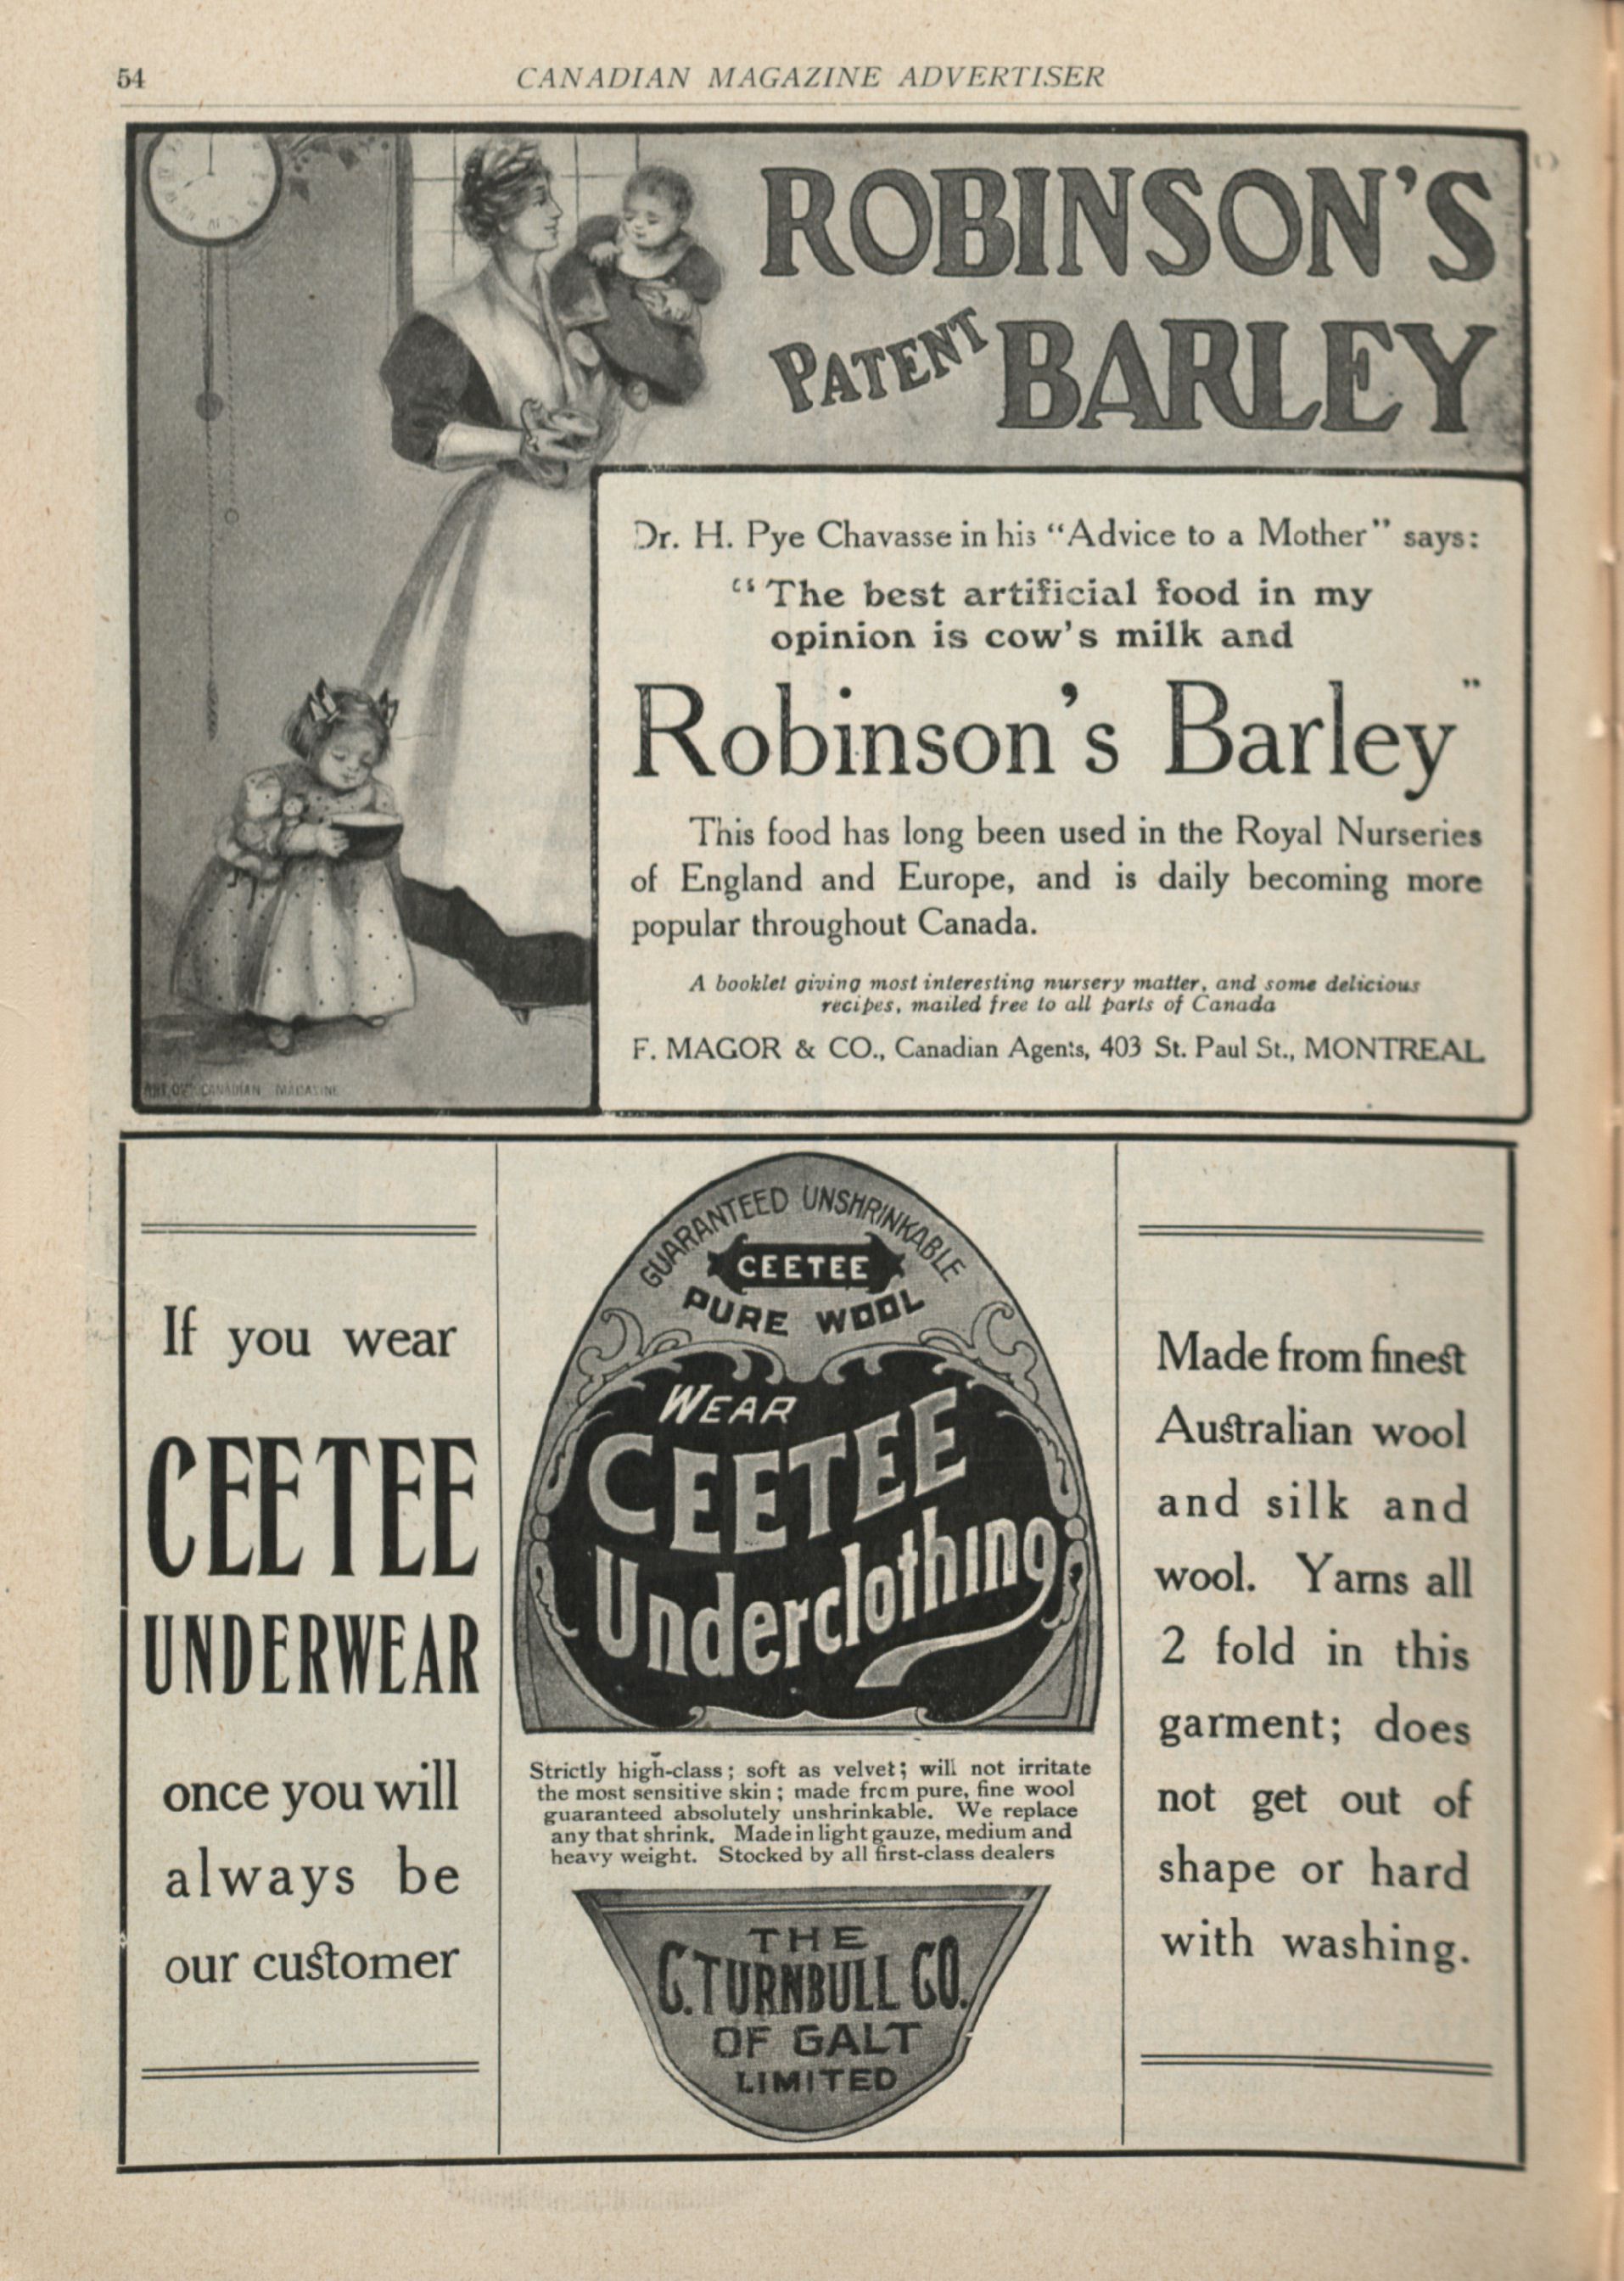 54
CANADIAN MAGAZINE ADVERTISER
ROBINSON'S
PATENT BARLEY
Dr. H. Pye Chavasse in his “Advice to a Mother” says:
“The best artificial food in my
opinion is cow's milk and
Robinson's Barley”
This food has long been used in the Royal Nurseries
of England and Europe, and is daily becoming more
popular throughout Canada.
A booklet giving most interesting nursery matter, and some delicious
recipes, mailed free to all parts of Canada
F. MAGOR & CO., Canadian Agents, 403 St. Paul St., MONTREAL
CANADIAN MAGAZINE
If you wear
CEETEE
UNDERWEAR
once you will
always be
our customer
GUARANTEED UNSHRINKABLE
CEETEE
PURE WOOL
WEAR
CEETEE
Underclothing
Strictly high-class; soft as velvet; will not irritate
the most sensitive skin; made from pure, fine wool
guaranteed absolutely unshrinkable. We replace
any that shrink. Made in light gauze, medium and
heavy weight. Stocked by all first-class dealers
THE
C. TURNBULL CO.
OF GALT
LIMITED
Made from finest
Australian wool
and silk and
wool. Yarns all
2 fold in this
garment; does
not get out of
shape or hard
with washing.